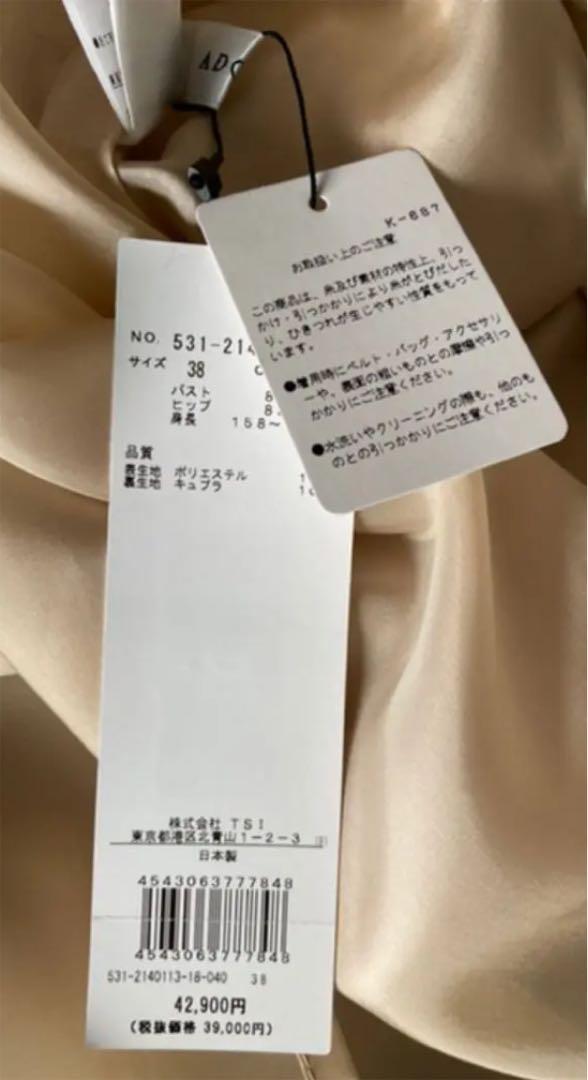 ADO
K-687
お取扱い上のご注意
この商品は、糸及び素材の特性上、引っ
かけ・引っかかりにより糸がとびだした
り、ひきつれが生じやすい性質をもって
います。
●着用時にベルト・バッグ・アクセサリ
ーや、表面の粗いものとの摩擦や引っ
かかりにご注意ください。
●水洗いやクリーニングの際も、他のも
のとの引っかかりにご注意ください。
NO. 531-214
サイズ 38
バスト 8
ヒップ 8
身長 158~
品質
表生地 ポリエステル
裏生地 キュプラ
株式会社 TSI
東京都港区北青山1-2-3
日本製
4543063777848
4543063777848
531-2140113-18-040 38
42,900円
(税抜価格 39,000円)